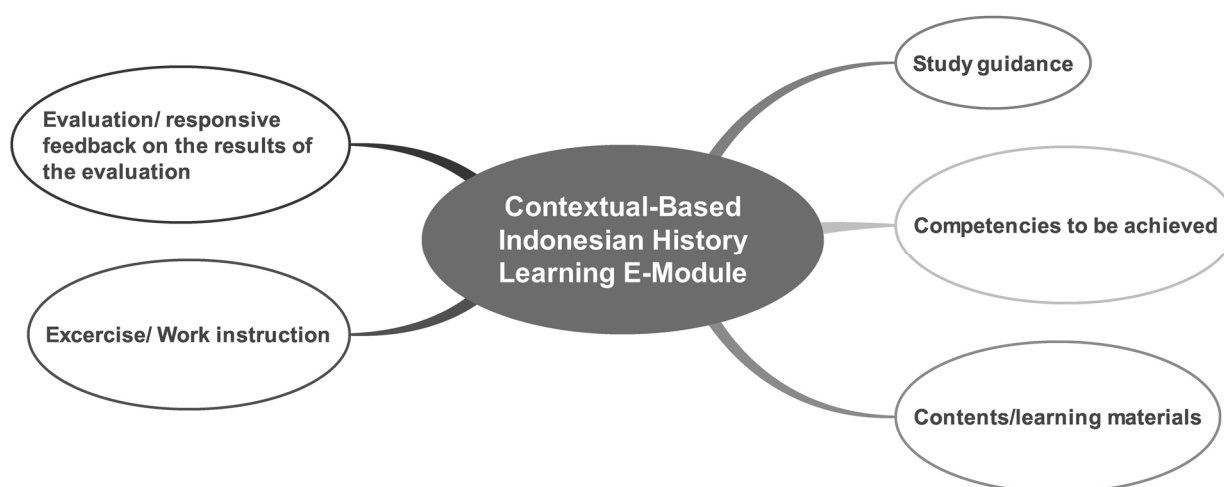 Evaluation/ responsive
feedback on the results of
the evaluation
Excercise/ Work instruction
Contextual-Based
Indonesian History
Learning E-Module
Study guidance
Competencies to be achieved
Contents/learning materials